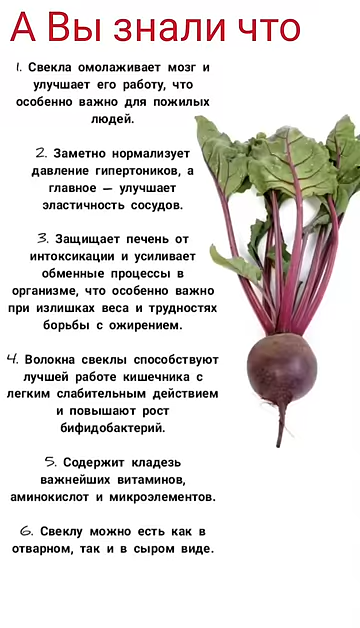 А Вы знали что
1. Свекла омолаживает мозг и
улучшает его работу, что
особенно важно для пожилых
людей.
2. Заметно нормализует
давление гипертоников, а
главное — улучшает
эластичность сосудов.
3. Защищает печень от
интоксикации и усиливает
обменные процессы в
организме, что особенно важно
при излишках веса и трудностях
борьбы с ожирением.
4. Волокна свеклы способствуют
лучшей работе кишечника с
легким слабительным действием
и повышают рост
бифидобактерий.
5. Содержит кладезь
важнейших витаминов,
аминокислот и микроэлементов.
6. Свеклу можно есть как в
отварном, так и в сыром виде.